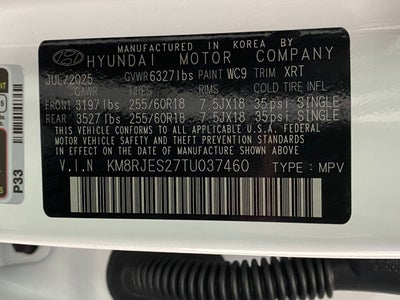 MANUFACTURED IN KOREA BY
HYUNDAI MOTOR COMPANY
JUL/2025 GVWR 6327lbs PAINT WC9 TRIM XRT
GAWR TIRES RIMS COLD TIRE INFL
FRONT 3197lbs 255/60R18 7.5JX18 35psi SINGLE
REAR 3527lbs 255/60R18 7.5JX18 35psi SINGLE
THIS VEHICLE CONFORMS TO ALL APPLICABLE U.S.A FEDERAL MOTOR
VEHICLE SAFETY AND THEFT PREVENTION STANDARDS IN
EFFECT ON THE DATE OF MANUFACTURE SHOWN ABOVE.
V.I.N KM8RJES27TU037460 TYPE : MPV
P33